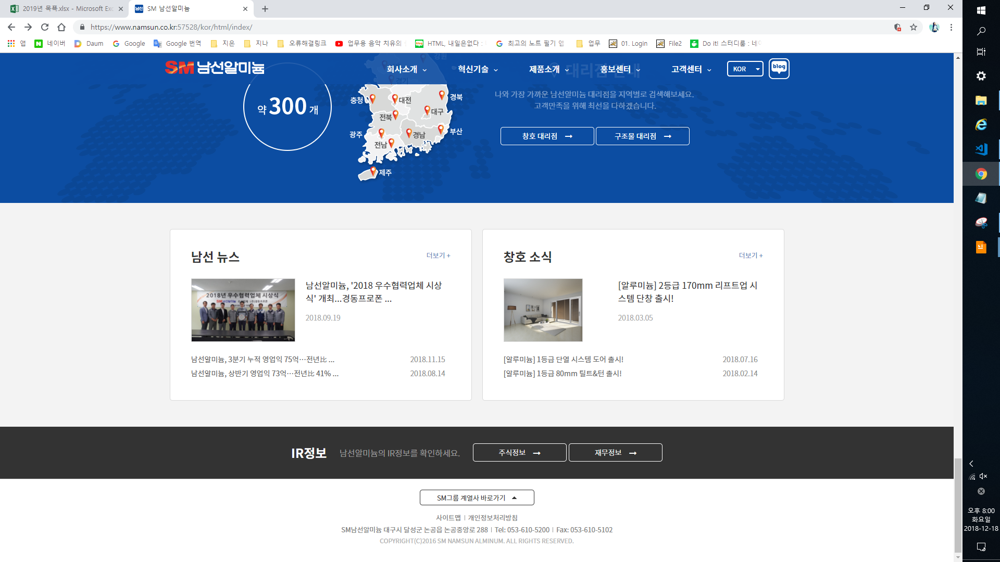 2019년 목푯.xlsx - Microsoft Exc
SM 남선알미늄
https://www.namsun.co.kr:57528/kor/html/index/
앱
네이버
Daum
Google
Google 번역
지은
지나
오류해결링크
업무용 음악 치유의
HTML, 내일은없다 :
최고의 노트 필기 앱
업무
01. Login
File2
Do it! 스터디룸 : 네이
SM 남선알미늄
회사소개
혁신기술
제품소개
홍보센터
고객센터
KOR
blog
강원
경기
대리점 안내
약 300 개
충청
대전
경북
대구
전북
광주
경남
부산
전남
제주
나와 가장 가까운 남선알미늄 대리점을 지역별로 검색해보세요.
고객만족을 위해 최선을 다하겠습니다.
창호 대리점 →
구조물 대리점 →
남선 뉴스
더보기 +
2018년 우수협력업체 시상식
남선알미늄, '2018 우수협력업체 시상
식' 개최...경동프로폰 ...
2018.09.19
남선알미늄, 3분기 누적 영업익 75억…전년比 ...
2018.11.15
남선알미늄, 상반기 영업익 73억…전년比 41% ...
2018.08.14
창호 소식
더보기 +
[알루미늄] 2등급 170mm 리프트업 시
스템 단창 출시!
2018.03.05
[알루미늄] 1등급 단열 시스템 도어 출시!
2018.07.16
[알루미늄] 1등급 80mm 틸트&턴 출시!
2018.02.14
IR정보
남선알미늄의 IR정보를 확인하세요.
주식정보 →
재무정보 →
SM그룹 계열사 바로가기
사이트맵 | 개인정보처리방침
SM남선알미늄 대구시 달성군 논공읍 논공중앙로 288 | Tel: 053-610-5200 | Fax: 053-610-5102
COPYRIGHT(C)2016 SM NAMSUN ALMINUM. ALL RIGHTS RESERVED.
오후 8:00
화요일
2018-12-18